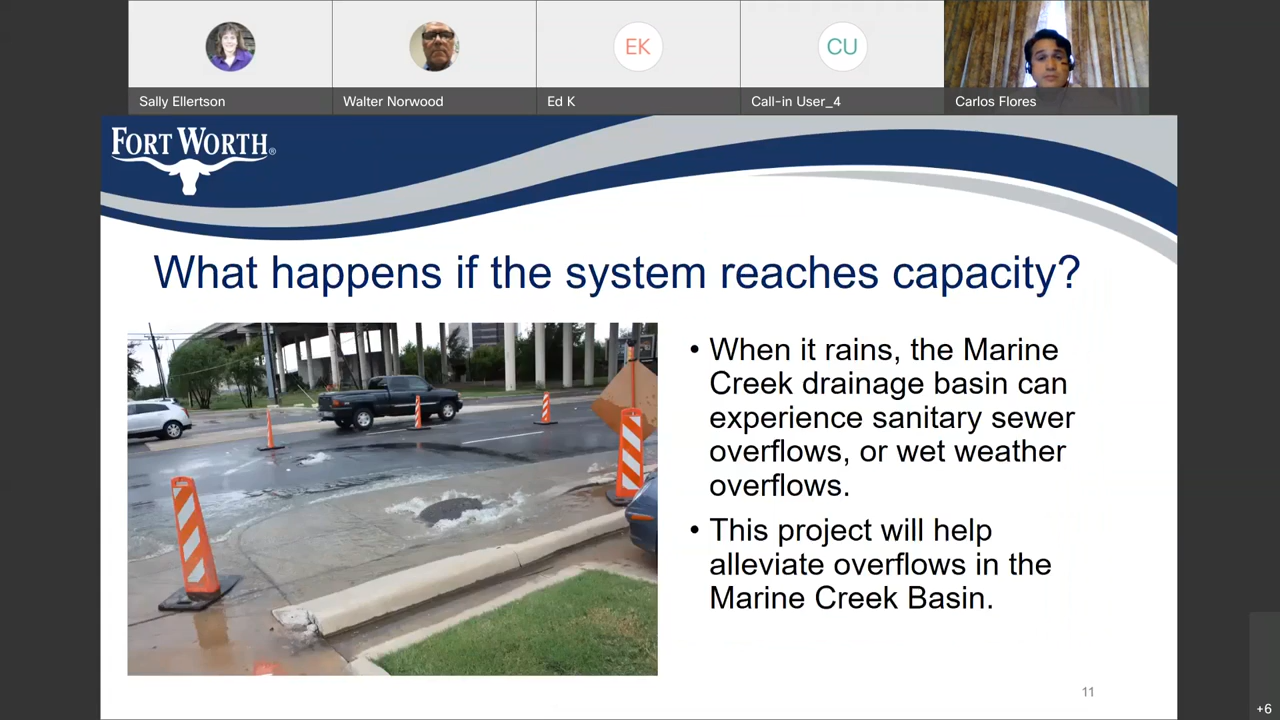 EK
CU
Sally Ellertson
Walter Norwood
Ed K
Call-in User_4
Carlos Flores
FORT WORTH®
What happens if the system reaches capacity?
• When it rains, the Marine
Creek drainage basin can
experience sanitary sewer
overflows, or wet weather
overflows.
• This project will help
alleviate overflows in the
Marine Creek Basin.
11
+6